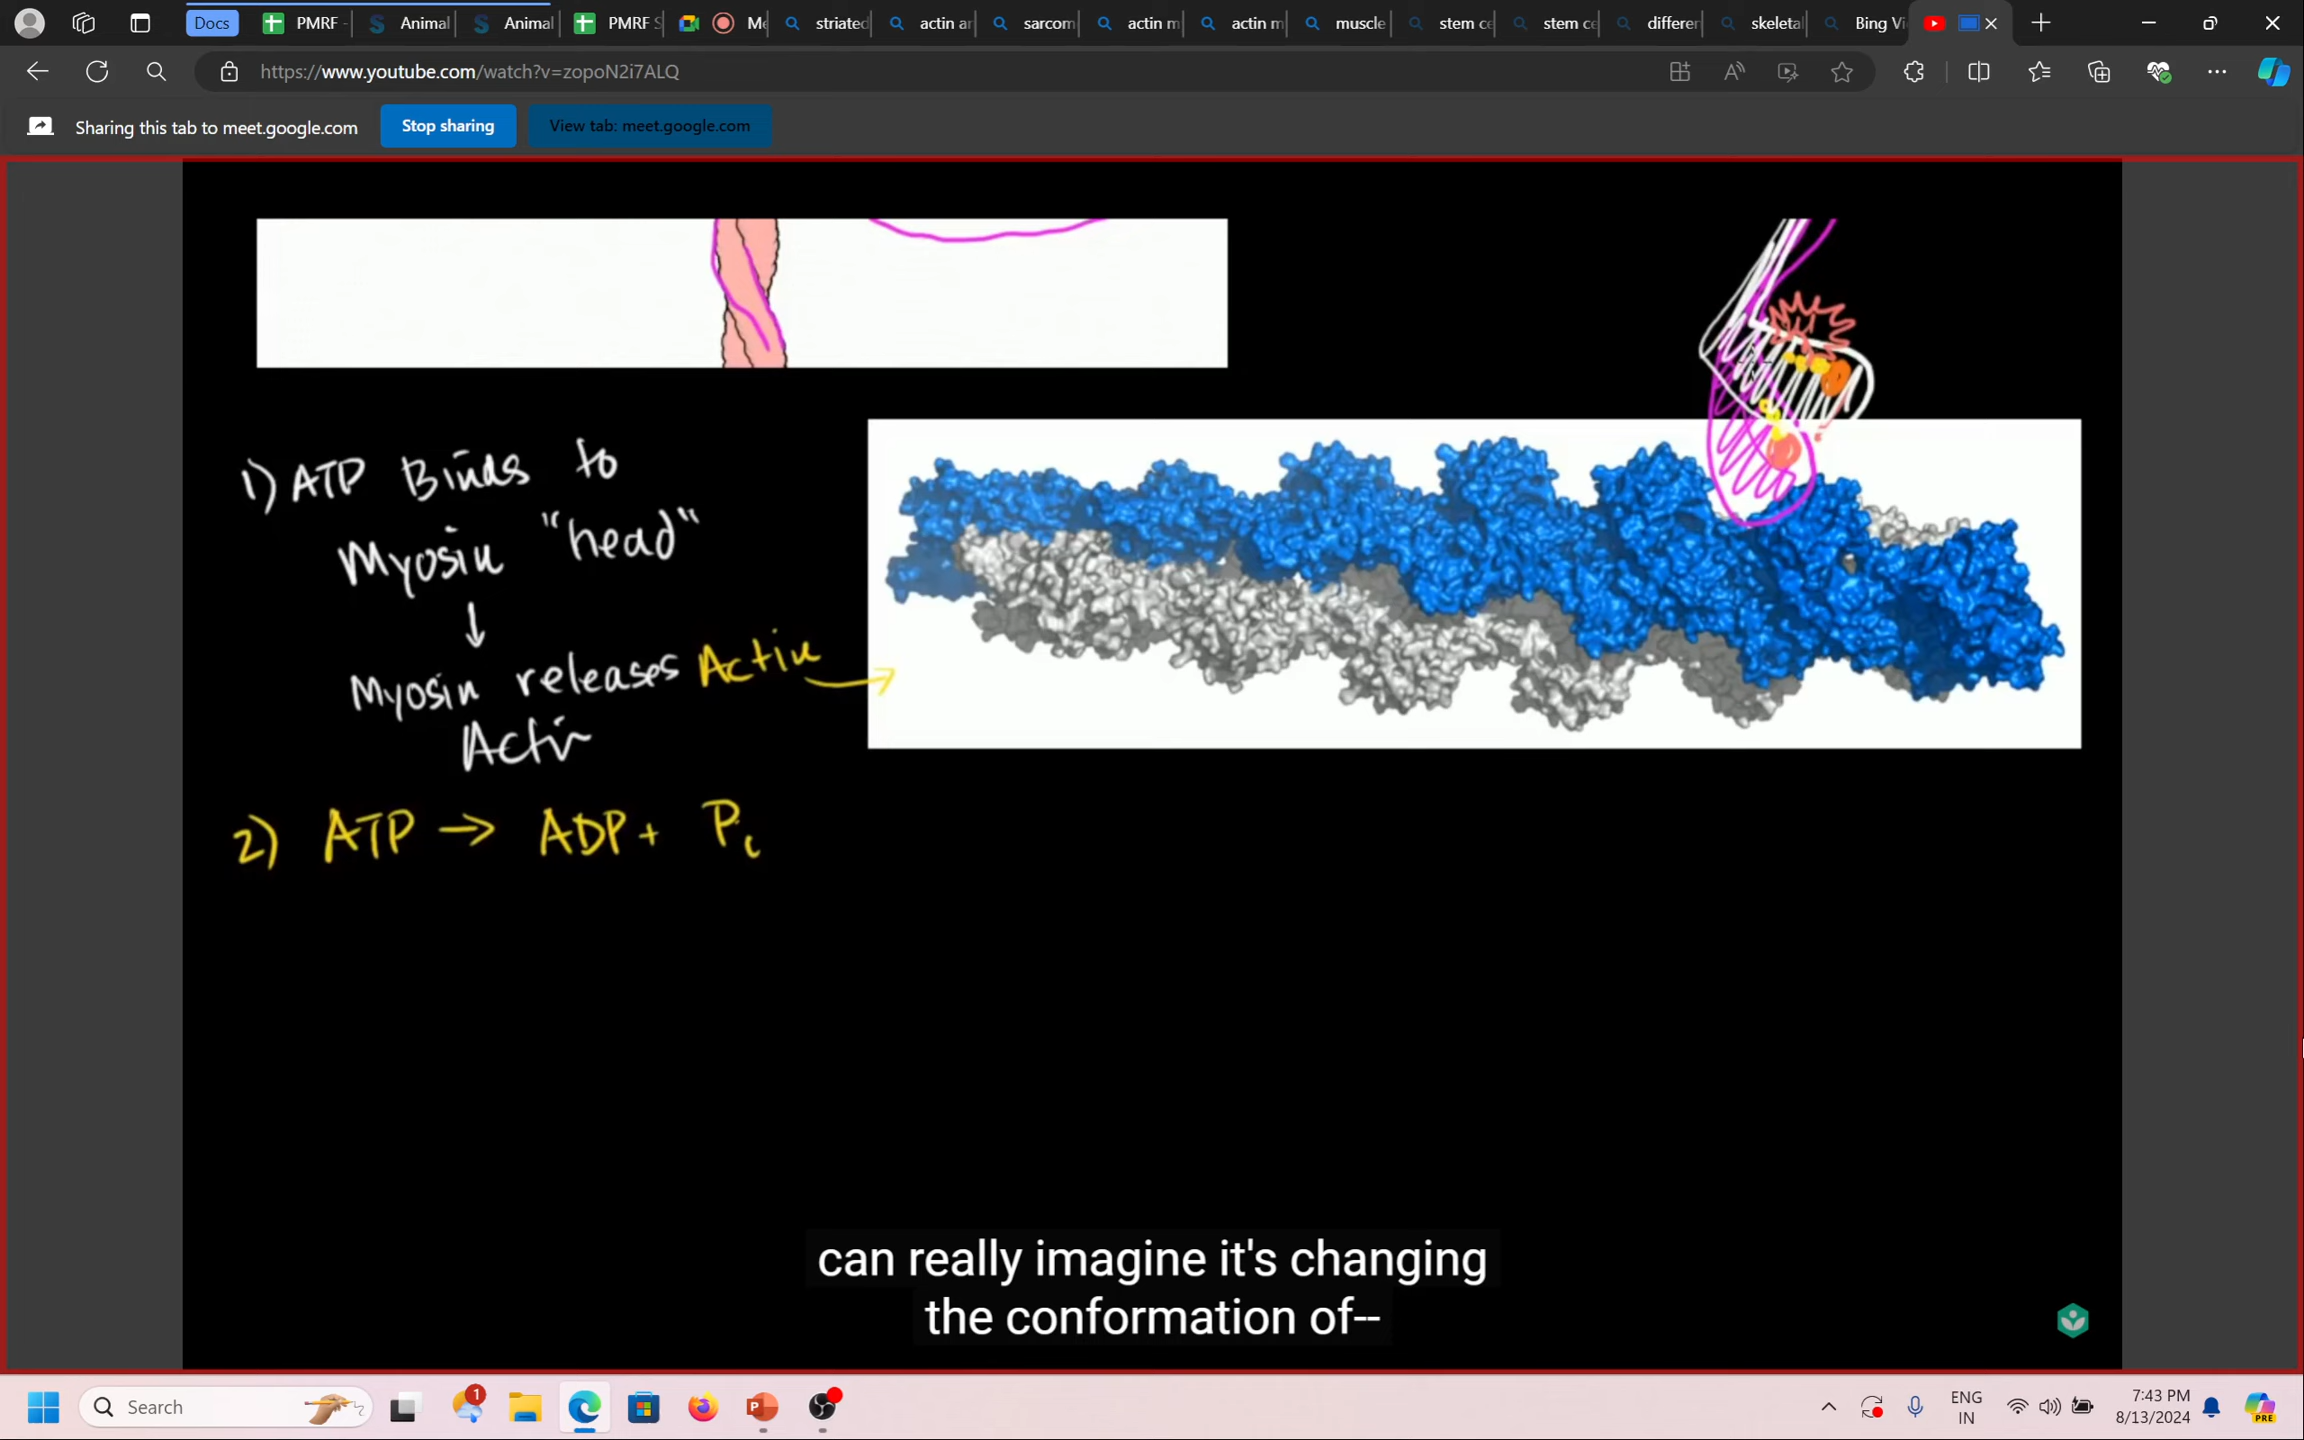 Docs
PMRF -
Animal
Animal
PMRF S
Me
striated
actin ar
sarcom
actin m
actin m
muscle
stem ce
stem ce
differer
skeletal
Bing Vi
https://www.youtube.com/watch?v=zopoN2i7ALQ
Sharing this tab to meet.google.com
Stop sharing
View tab: meet.google.com
1) ATP Binds to
Myosin "head"
↓
Myosin releases Actin →
Actin
2) ATP → ADP + Pi
can really imagine it's changing
the conformation of--
Search
1
ENG
IN
7:43 PM
8/13/2024
PRE